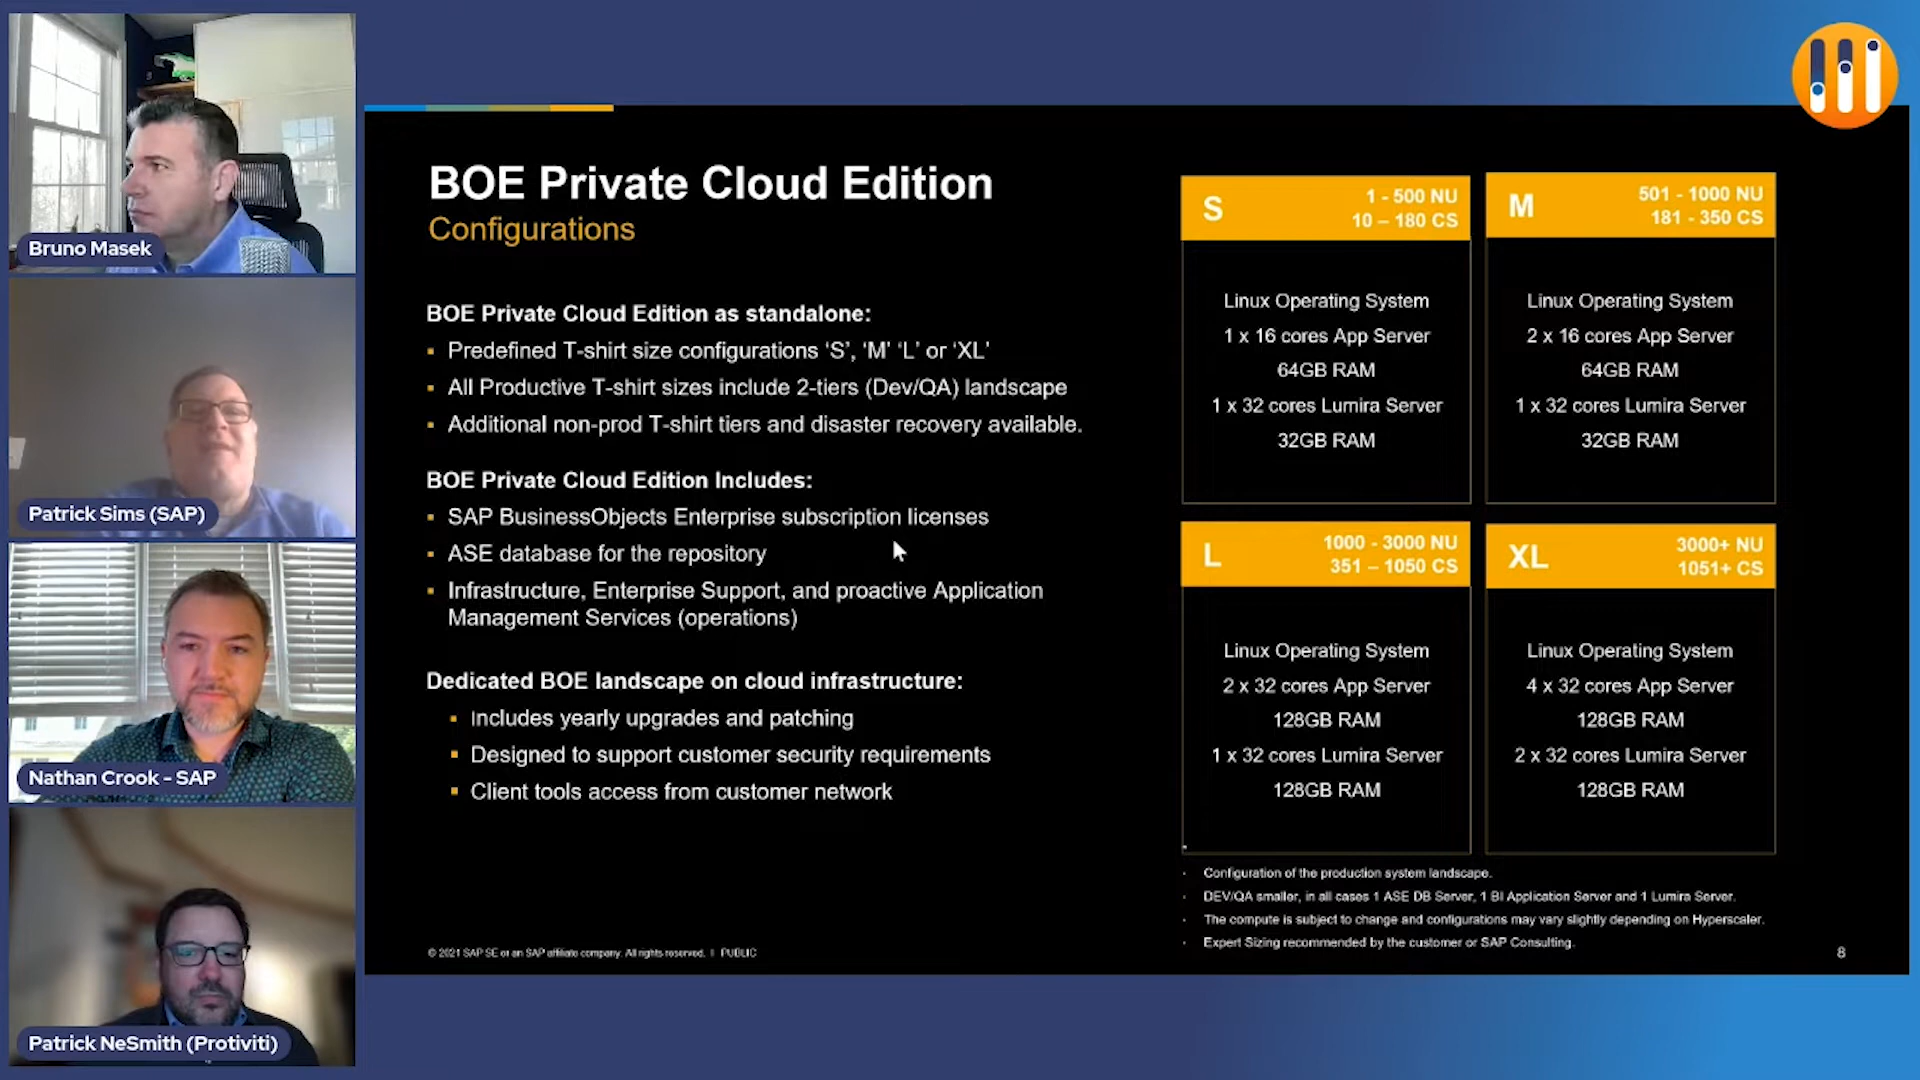 Bruno Masek
Patrick Sims (SAP)
Nathan Crook - SAP
Patrick NeSmith (Protiviti)
BOE Private Cloud Edition
Configurations
BOE Private Cloud Edition as standalone:
▪ Predefined T-shirt size configurations ‘S’, ‘M’ ‘L’ or ‘XL’
▪ All Productive T-shirt sizes include 2-tiers (Dev/QA) landscape
▪ Additional non-prod T-shirt tiers and disaster recovery available.
BOE Private Cloud Edition Includes:
▪ SAP BusinessObjects Enterprise subscription licenses
▪ ASE database for the repository
▪ Infrastructure, Enterprise Support, and proactive Application
Management Services (operations)
Dedicated BOE landscape on cloud infrastructure:
▪ Includes yearly upgrades and patching
▪ Designed to support customer security requirements
▪ Client tools access from customer network
© 2021 SAP SE or an SAP affiliate company. All rights reserved. I PUBLIC
S
1 - 500 NU
10 – 180 CS
Linux Operating System
1 x 16 cores App Server
64GB RAM
1 x 32 cores Lumira Server
32GB RAM
M
501 - 1000 NU
181 - 350 CS
Linux Operating System
2 x 16 cores App Server
64GB RAM
1 x 32 cores Lumira Server
32GB RAM
L
1000 - 3000 NU
351 – 1050 CS
Linux Operating System
2 x 32 cores App Server
128GB RAM
1 x 32 cores Lumira Server
128GB RAM
XL
3000+ NU
1051+ CS
Linux Operating System
4 x 32 cores App Server
128GB RAM
2 x 32 cores Lumira Server
128GB RAM
· Configuration of the production system landscape.
· DEV/QA smaller, in all cases 1 ASE DB Server, 1 BI Application Server and 1 Lumira Server.
· The compute is subject to change and configurations may vary slightly depending on Hyperscaler.
· Expert Sizing recommended by the customer or SAP Consulting.
8